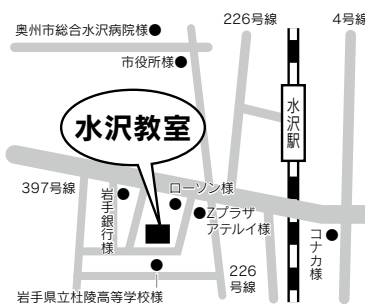 奥州市総合水沢病院様
226号線
4号線
市役所様
水沢教室
水沢駅
397号線
岩手銀行様
ローソン様
Zプラザ
アテルイ様
コナカ様
226
号線
岩手県立杜陵高等学校様